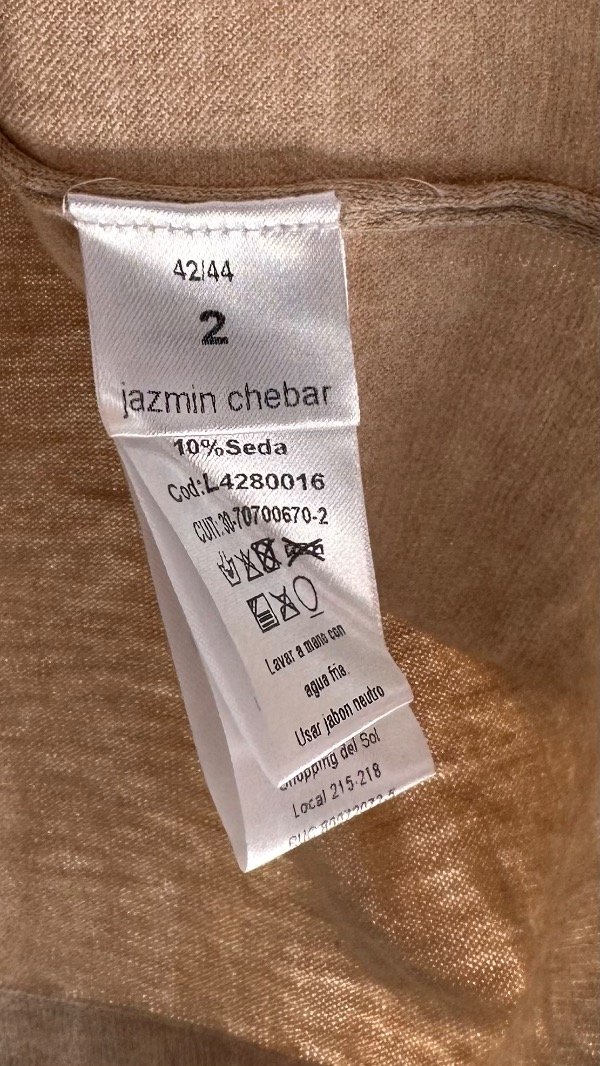 42/44
2
jazmin chebar
10%Seda
Cod:L4280016
CUIT:30-70700670-2
Lavar a mano con
agua fria.
Usar jabon neutro
Shopping del Sol
Local 215-218